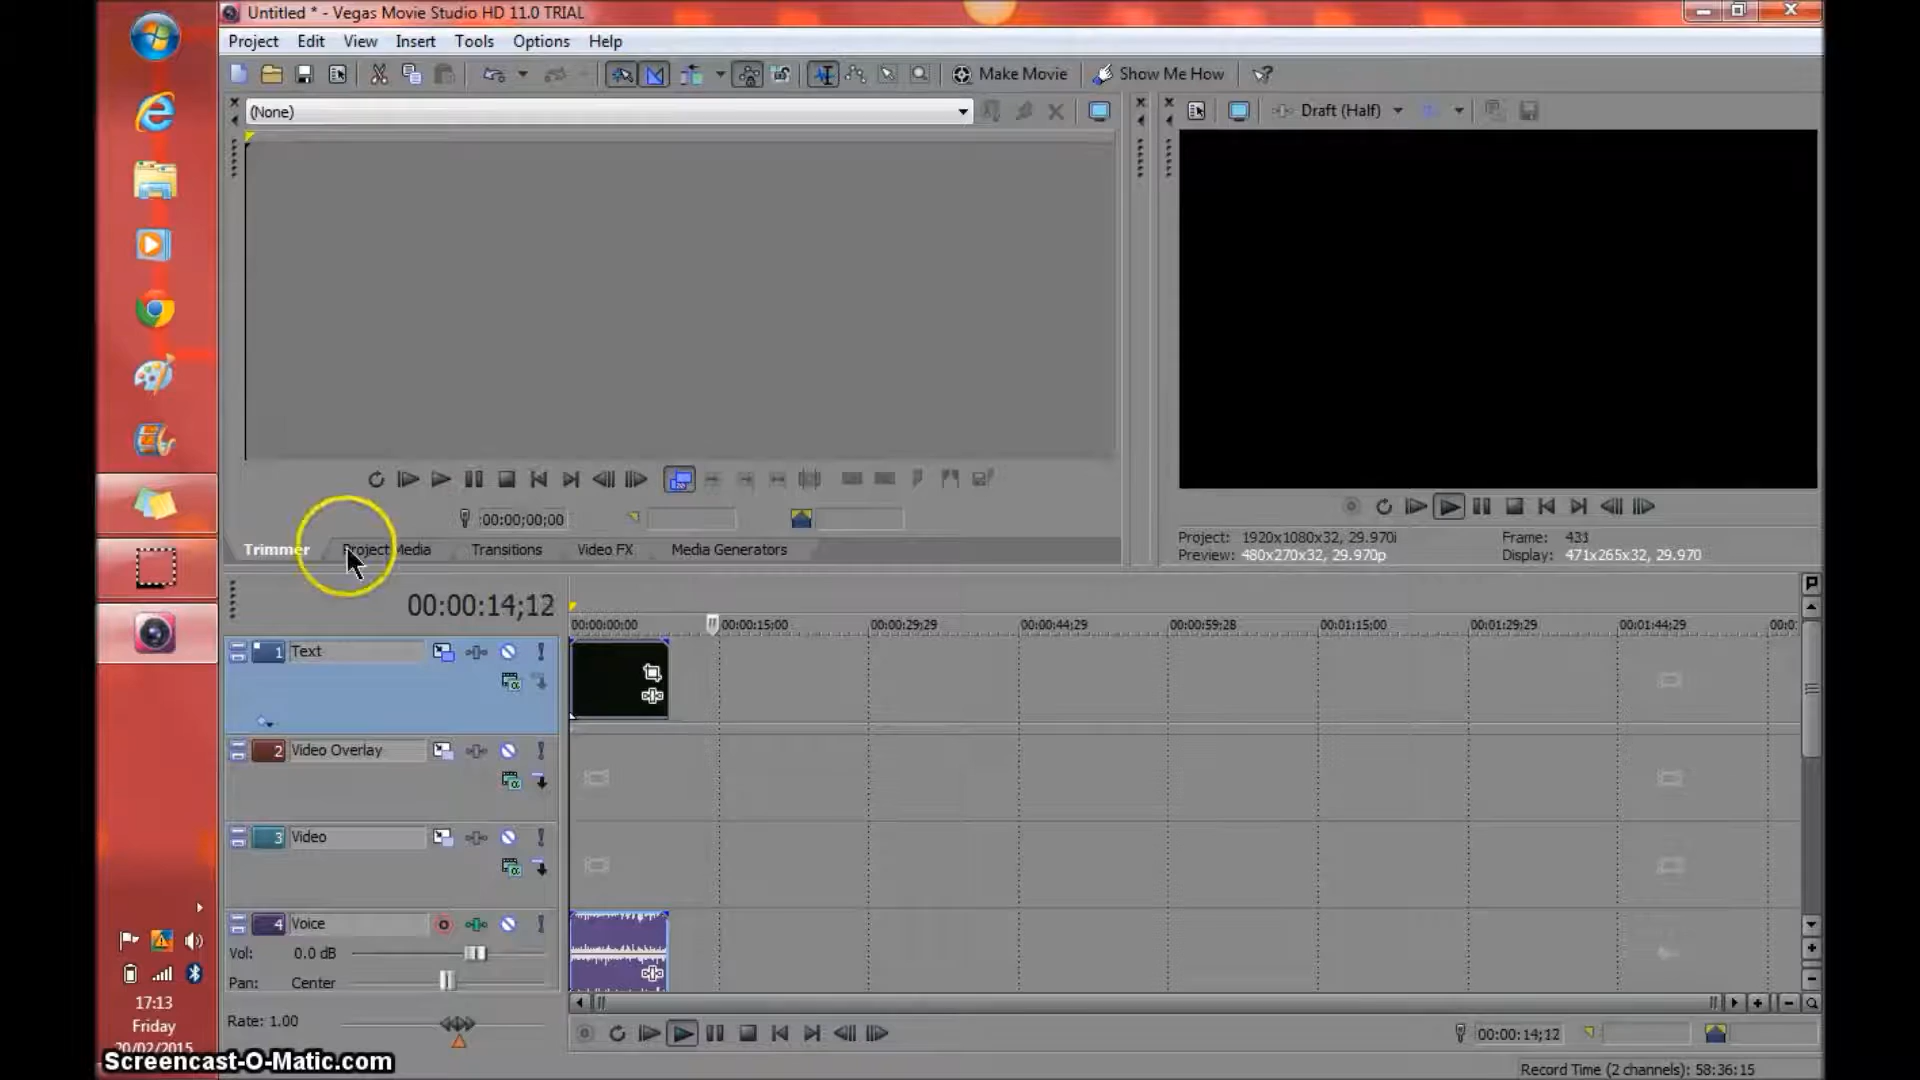 Untitled * - Vegas Movie Studio HD 11.0 TRIAL
Project Edit View Insert Tools Options Help
Make Movie Show Me How
(None)
Draft (Half)
00:00:00;00
Trimmer Project Media Transitions Video FX Media Generators
Project: 1920x1080x32, 29.970i Frame: 431
Preview: 480x270x32, 29.970p Display: 471x265x32, 29.970
00:00:14;12
00:00:00;00 00:00:15;00 00:00:29;29 00:00:44;29 00:00:59;28 00:01:15;00 00:01:29;29 00:01:44;29 00:0
1 Text
2 Video Overlay
3 Video
4 Voice
Vol: 0.0 dB
Pan: Center
Rate: 1.00
00:00:14;12
Record Time (2 channels): 58:36:15
17:13
Friday
20/02/2015
Screencast-O-Matic.com